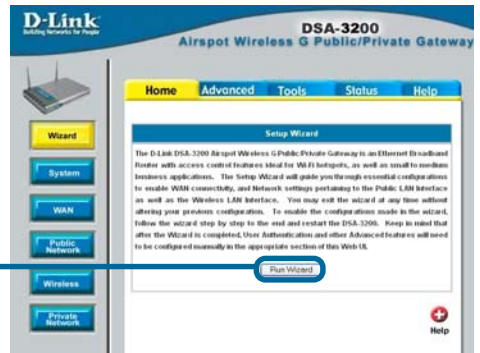 D-Link
Building Networks for People
DSA-3200
Airspot Wireless G Public/Private Gateway
Home Advanced Tools Status Help
Wizard
System
WAN
Public Network
Wireless
Private Network
Setup Wizard
The D-Link DSA-3200 Airspot Wireless G Public/Private Gateway is an Ethernet Broadband
Router with access control features ideal for Wi-Fi hotspots, as well as small to medium
business applications. The Setup Wizard will guide you through essential configurations
to enable WAN connectivity, and Network settings pertaining to the Public LAN Interface
as well as the Wireless LAN Interface. You may exit the wizard at any time without
altering your previous configuration. To enable the configurations made in the wizard,
follow the wizard step by step to the end and restart the DSA-3200. Keep in mind that
after the Wizard is completed, User Authentication and other Advanced features will need
to be configured manually in the appropriate section of this Web UI.
Run Wizard
Help